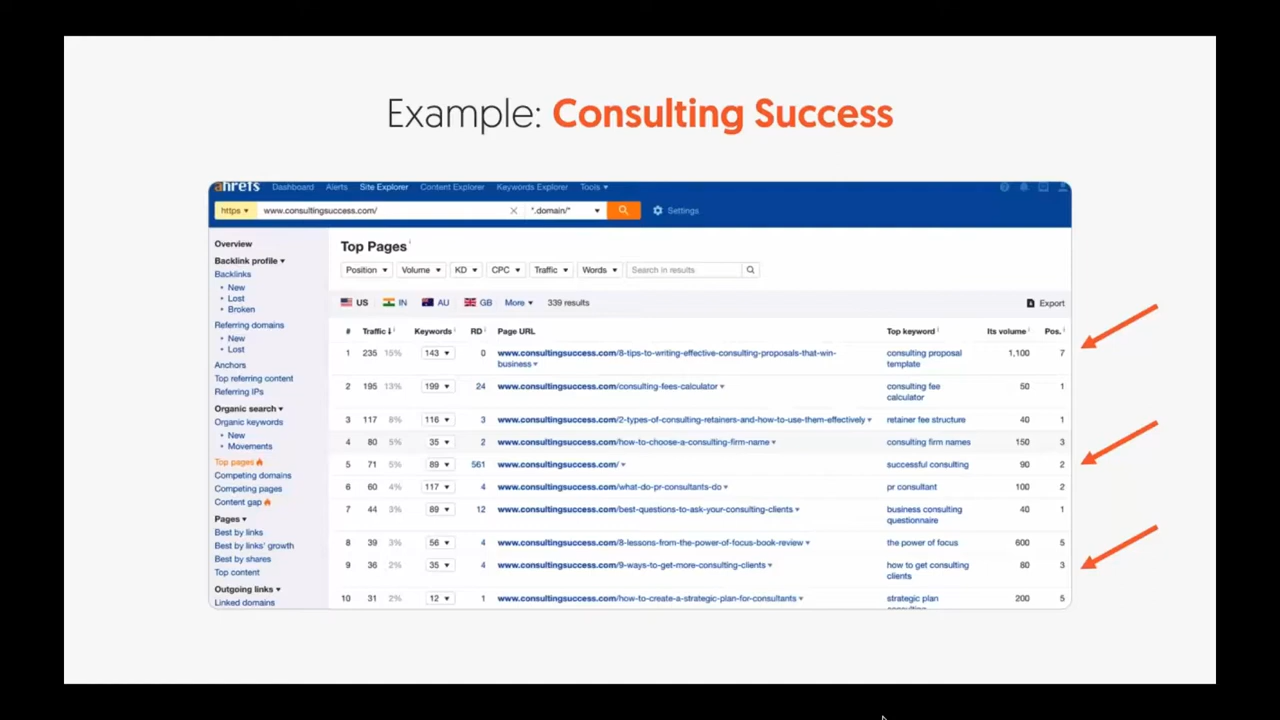 Example: Consulting Success
ahrefs Dashboard Alerts Site Explorer Content Explorer Keywords Explorer Tools
https www.consultingsuccess.com/ *.domain/* Settings
Overview
Backlink profile
Backlinks
New
Lost
Broken
Referring domains
New
Lost
Anchors
Top referring content
Referring IPs
Organic search
Organic keywords
New
Movements
Top pages
Competing domains
Competing pages
Content gap
Pages
Best by links
Best by links' growth
Best by shares
Top content
Outgoing links
Linked domains
Top Pages
Position Volume KD CPC Traffic Words Search in results
US IN AU GB More 339 results Export
# Traffic Keywords RD Page URL Top keyword Its volume Pos.
1 235 15% 143 0 www.consultingsuccess.com/8-tips-to-writing-effective-consulting-proposals-that-win- consulting proposal 1,100 7
business template
2 195 13% 199 24 www.consultingsuccess.com/consulting-fees-calculator consulting fee 50 1
calculator
3 117 8% 116 3 www.consultingsuccess.com/2-types-of-consulting-retainers-and-how-to-use-them-effectively retainer fee structure 40 1
4 80 5% 35 2 www.consultingsuccess.com/how-to-choose-a-consulting-firm-name consulting firm names 150 3
5 71 5% 89 561 www.consultingsuccess.com/ successful consulting 90 2
6 60 4% 117 4 www.consultingsuccess.com/what-do-pr-consultants-do pr consultant 100 2
7 44 3% 89 12 www.consultingsuccess.com/best-questions-to-ask-your-consulting-clients business consulting 40 1
questionnaire
8 39 3% 56 4 www.consultingsuccess.com/8-lessons-from-the-power-of-focus-book-review the power of focus 600 5
9 36 2% 35 4 www.consultingsuccess.com/9-ways-to-get-more-consulting-clients how to get consulting 80 3
clients
10 31 2% 12 1 www.consultingsuccess.com/how-to-create-a-strategic-plan-for-consultants strategic plan 200 5